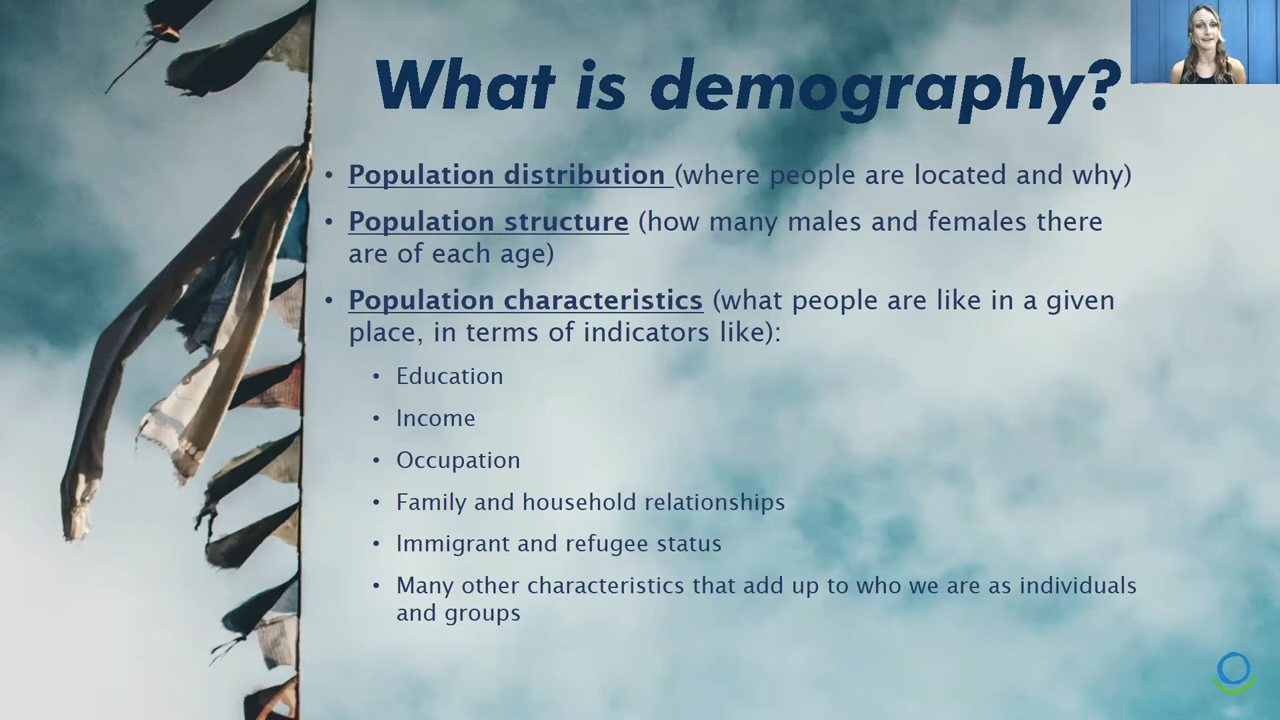 What is demography?
• Population distribution (where people are located and why)
• Population structure (how many males and females there
are of each age)
• Population characteristics (what people are like in a given
place, in terms of indicators like):
• Education
• Income
• Occupation
• Family and household relationships
• Immigrant and refugee status
• Many other characteristics that add up to who we are as individuals
and groups